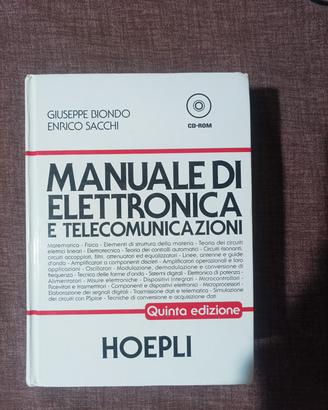 GIUSEPPE BIONDO
ENRICO SACCHI
CD-ROM
MANUALE DI
ELETTRONICA
E TELECOMUNICAZIONI
Matematica - Fisica - Elementi di struttura della materia - Teoria dei circuiti
elettrici lineari - Elettrotecnica - Teoria dei controlli automatici - Circuiti risonanti,
circuiti accoppiati, filtri, attenuatori ed equalizzatori - Linee, antenne e guide
d'onda - Amplificatori a componenti discreti - Amplificatori operazionali e loro
applicazioni - Oscillatori - Modulazione, demodulazione e conversione di
frequenza - Tecnica delle forme d'onda - Sistemi digitali - Elettronica di potenza -
Alimentatori - Misure elettroniche - Dispositivi integrati - Microcontrollori -
Ricevitori e trasmettitori - Componenti e dispositivi elettronici - Microprocessori -
Elaborazione dei segnali digitali - Trasmissione dati e telematica - Simulazione
dei circuiti con PSpice - Tecniche di conversione e acquisizione dati
Quinta edizione
HOEPLI